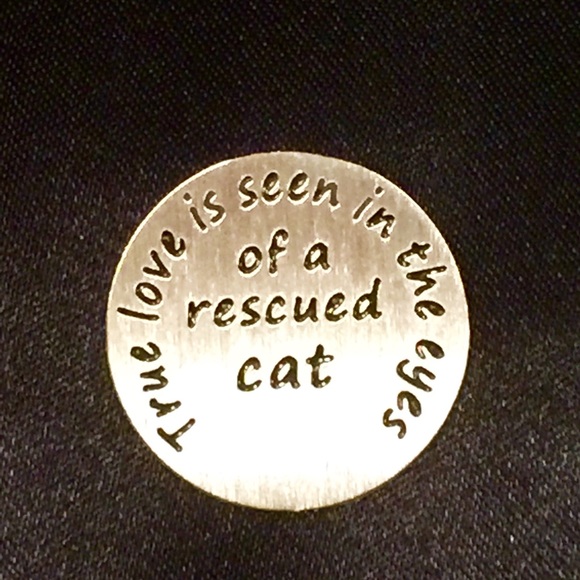 True love is seen in the eyes
of a
rescued
cat